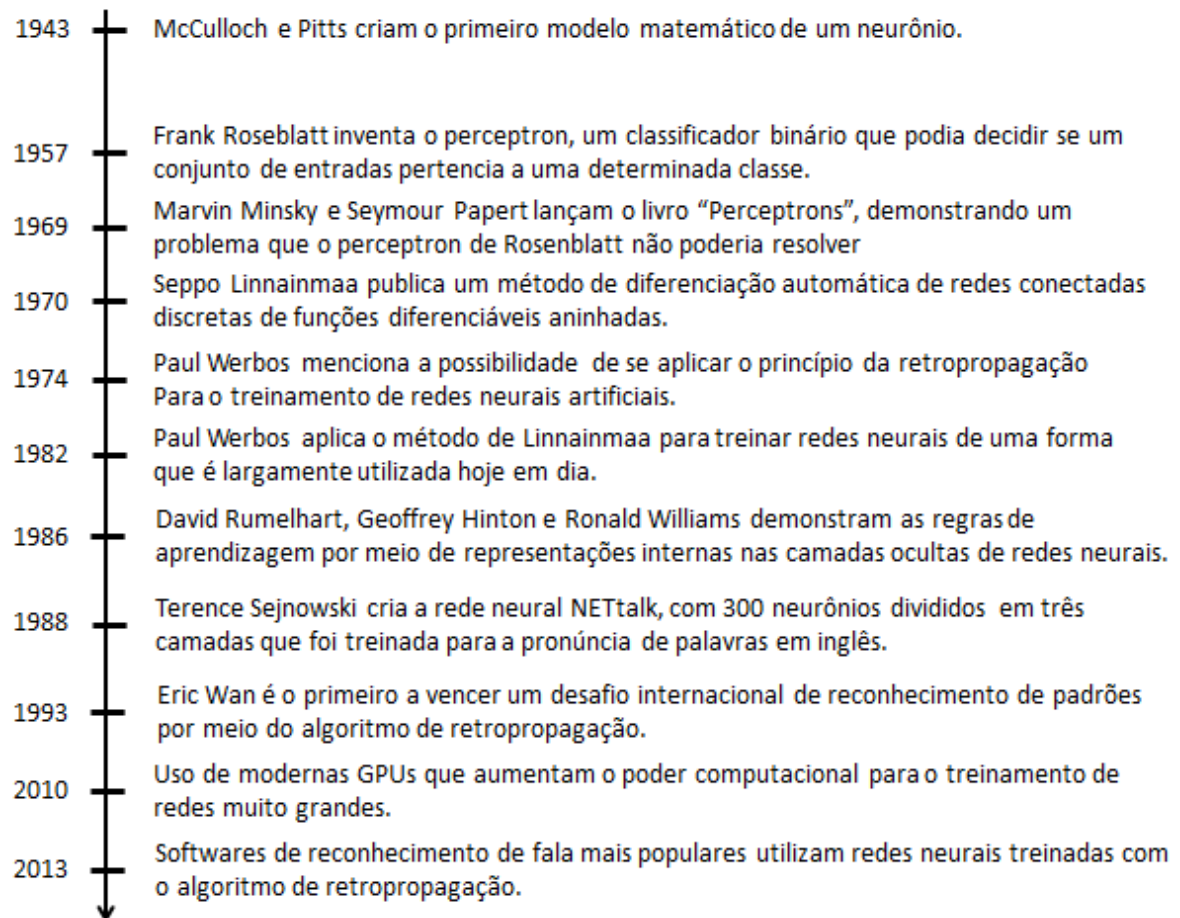 1943 McCulloch e Pitts criam o primeiro modelo matemático de um neurônio.
Frank Roseblatt inventa o perceptron, um classificador binário que podia decidir se um
1957
conjunto de entradas pertencia a uma determinada classe.
Marvin Minsky e Seymour Papert lançam o livro “Perceptrons”, demonstrando um
1969
problema que o perceptron de Rosenblatt não poderia resolver
Seppo Linnainmaa publica um método de diferenciação automática de redes conectadas
1970
discretas de funções diferenciáveis aninhadas.
Paul Werbos menciona a possibilidade de se aplicar o princípio da retropropagação
1974
Para o treinamento de redes neurais artificiais.
Paul Werbos aplica o método de Linnainmaa para treinar redes neurais de uma forma
1982
que é largamente utilizada hoje em dia.
David Rumelhart, Geoffrey Hinton e Ronald Williams demonstram as regras de
1986
aprendizagem por meio de representações internas nas camadas ocultas de redes neurais.
Terence Sejnowski cria a rede neural NETtalk, com 300 neurônios divididos em três
1988
camadas que foi treinada para a pronúncia de palavras em inglês.
Eric Wan é o primeiro a vencer um desafio internacional de reconhecimento de padrões
1993
por meio do algoritmo de retropropagação.
Uso de modernas GPUs que aumentam o poder computacional para o treinamento de
2010
redes muito grandes.
Softwares de reconhecimento de fala mais populares utilizam redes neurais treinadas com
2013
o algoritmo de retropropagação.